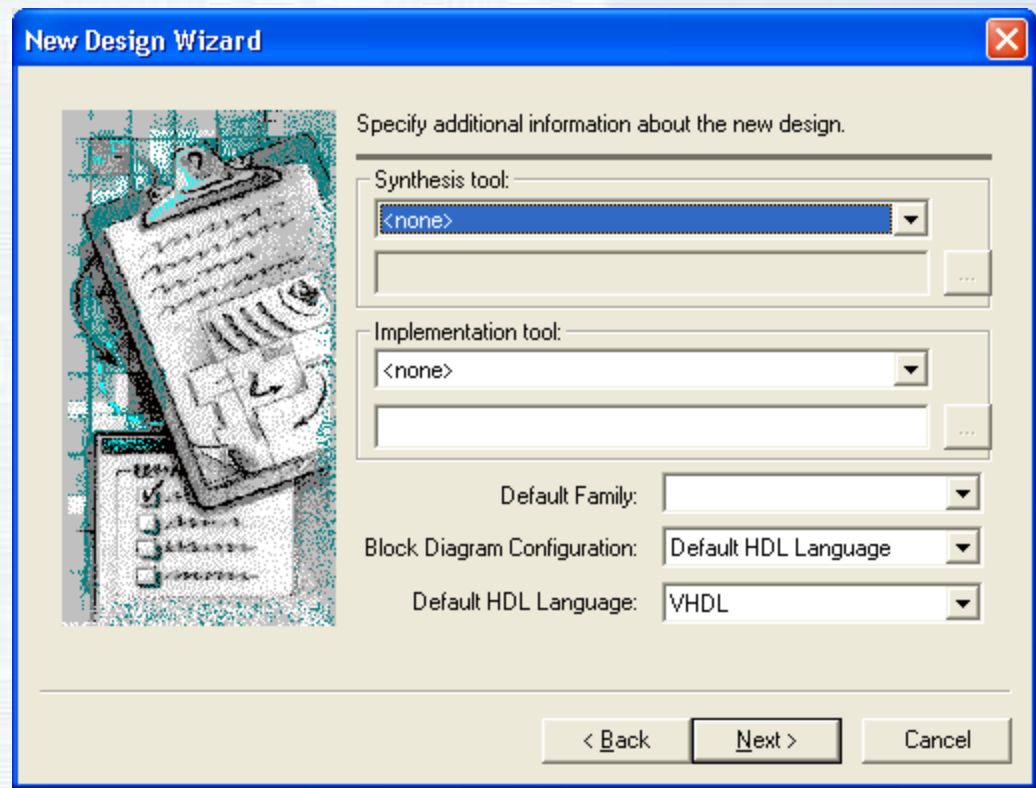 New Design Wizard
Specify additional information about the new design.
Synthesis tool:
<none>
...
Implementation tool:
<none>
...
Default Family:
Block Diagram Configuration: Default HDL Language
Default HDL Language: VHDL
< Back Next > Cancel